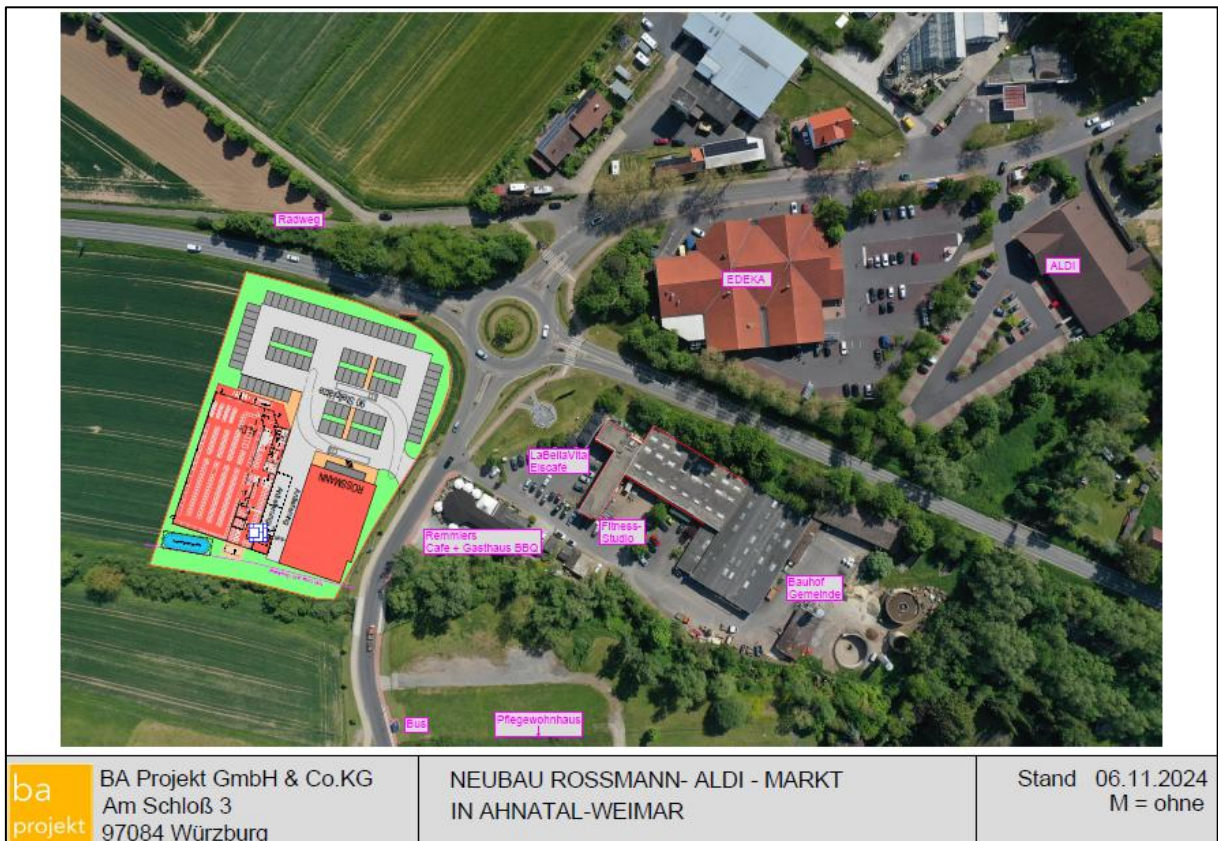 Radweg
EDEKA
ALDI
ROSSMANN
LaBellaVita
Eiscafé
Remmiers
Cafe + Gasthaus BBQ
Fitness-
Studio
Bauhof
Gemeinde
Bus
Pflegewohnhaus
ba
projekt
BA Projekt GmbH & Co.KG
Am Schloß 3
97084 Würzburg
NEUBAU ROSSMANN- ALDI - MARKT
IN AHNATAL-WEIMAR
Stand 06.11.2024
M = ohne